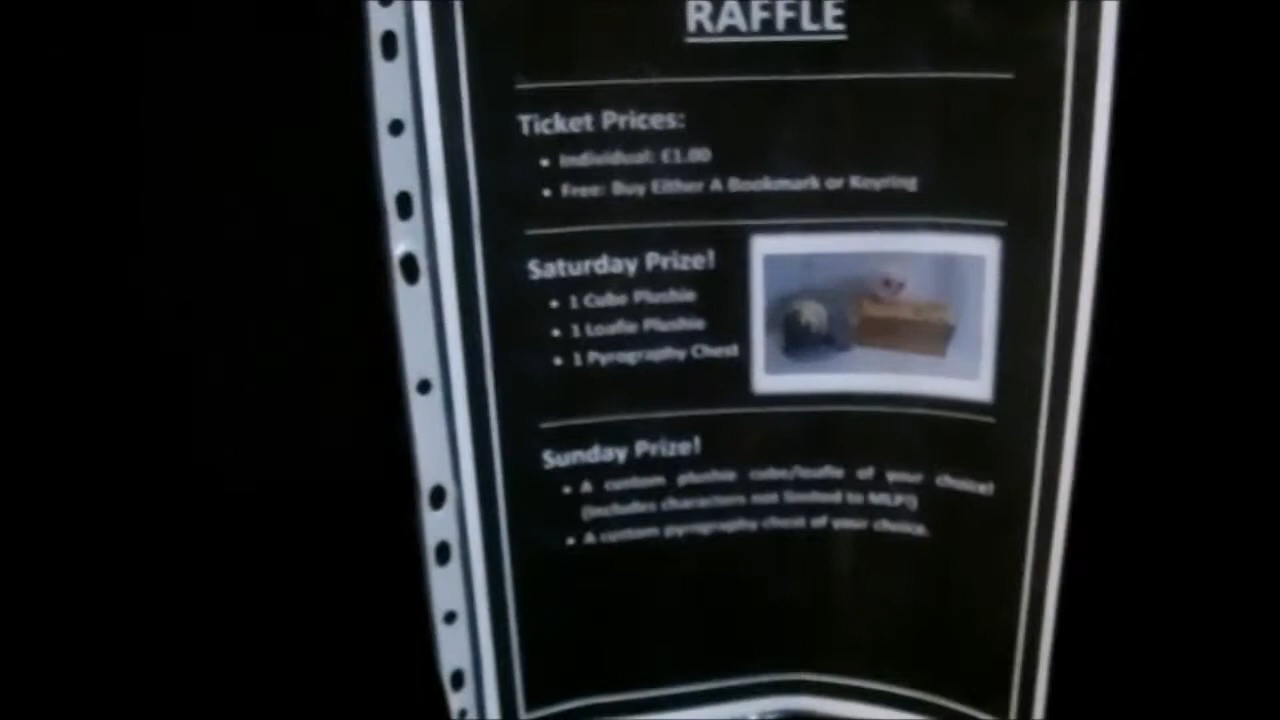 RAFFLE
Ticket Prices:
• Individual: £1.00
• Free: Buy Either A Bookmark or Keyring
Saturday Prize!
• 1 Cube Plushie
• 1 Loafie Plushie
• 1 Pyrography Chest
Sunday Prize!
• A custom plushie cube/loafie of your choice!
(Includes characters not limited to MLP!)
• A custom pyrography chest of your choice.